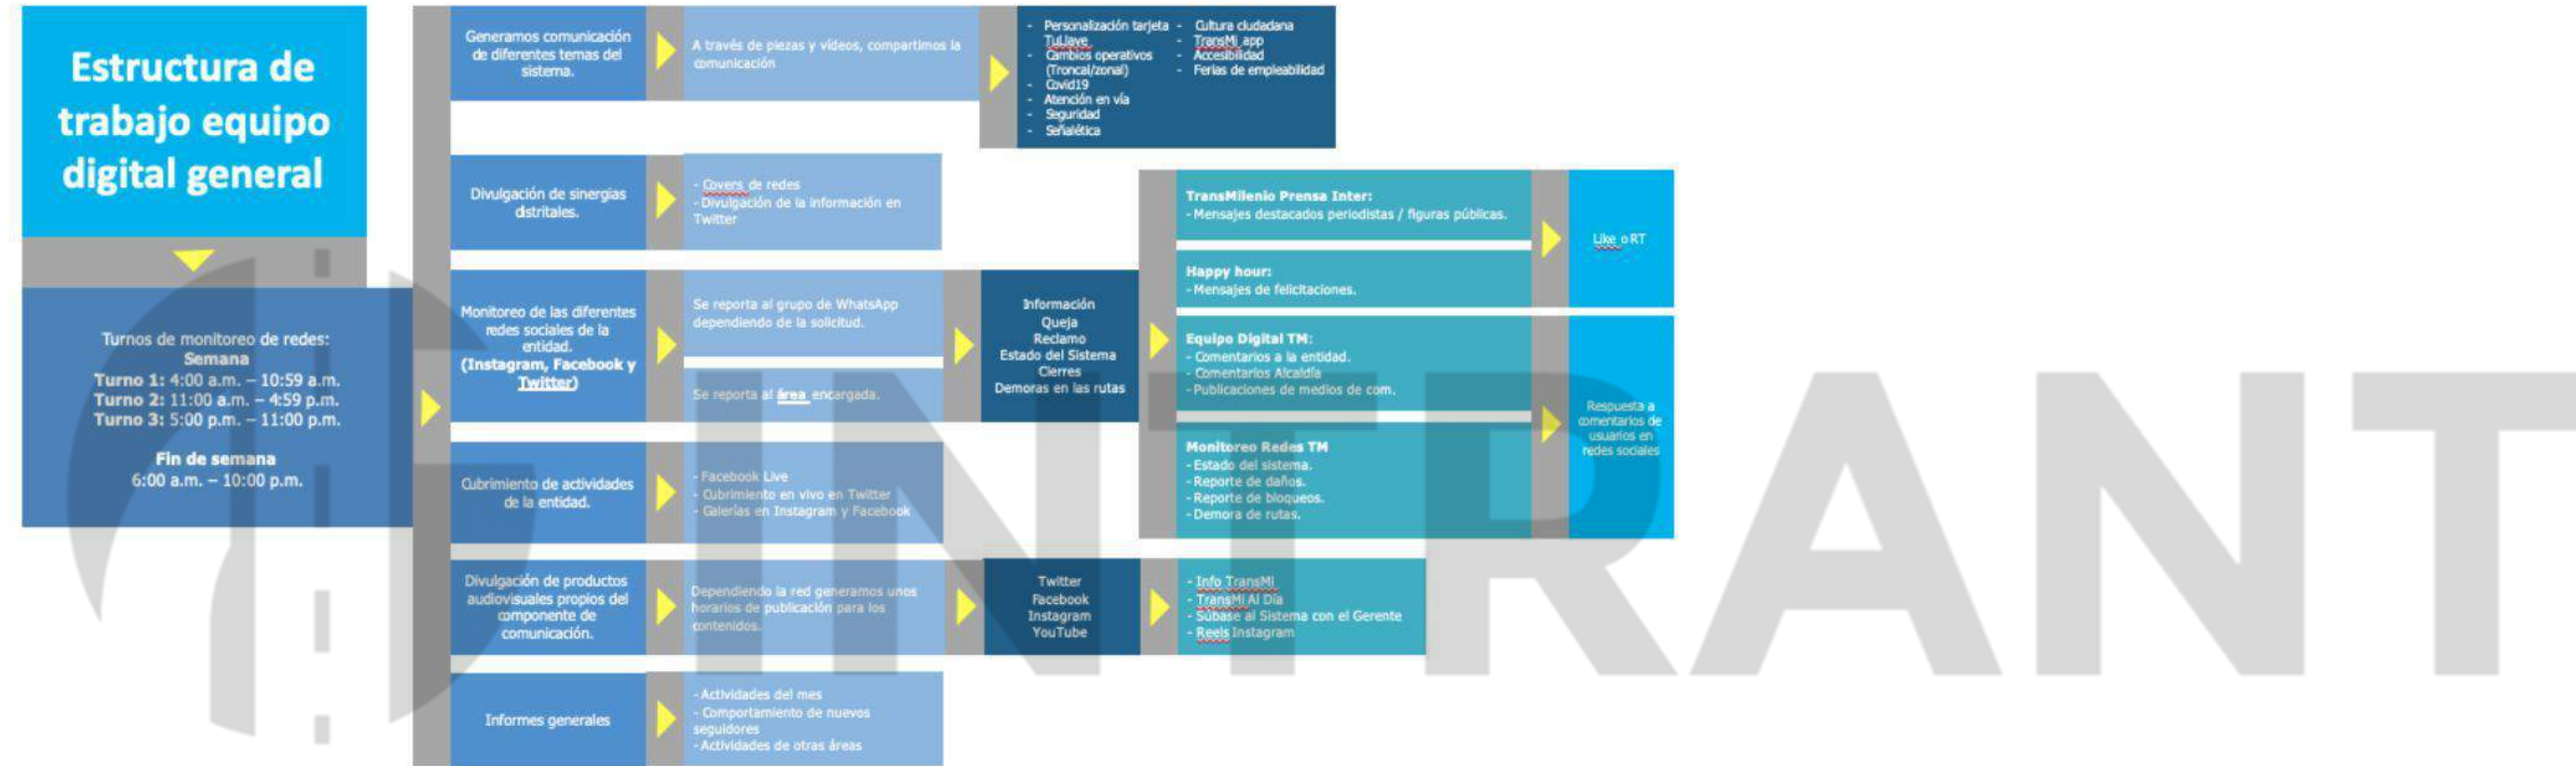 Estructura de
trabajo equipo
digital general
Turnos de monitoreo de redes:
Semana
Turno 1: 4:00 a.m. – 10:59 a.m.
Turno 2: 11:00 a.m. – 4:59 p.m.
Turno 3: 5:00 p.m. – 11:00 p.m.
Fin de semana
6:00 a.m. – 10:00 p.m.
Generamos comunicación
de diferentes temas del
sistema.
A través de piezas y vídeos, compartimos la
comunicación
- Personalización tarjeta
TuLlave
- Cambios operativos
(Troncal/zonal)
- Covid19
- Atención en vía
- Seguridad
- Señalética
- Cultura ciudadana
- TransMi app
- Accesibilidad
- Ferias de empleabilidad
Divulgación de sinergias
distritales.
- Covers de redes
- Divulgación de la información en
Twitter
Monitoreo de las diferentes
redes sociales de la
entidad.
(Instagram, Facebook y
Twitter)
Se reporta al grupo de WhatsApp
dependiendo de la solicitud.
Se reporta al área encargada.
Información
Queja
Reclamo
Estado del Sistema
Cierres
Demoras en las rutas
TransMilenio Prensa Inter:
- Mensajes destacados periodistas / figuras públicas.
Happy hour:
- Mensajes de felicitaciones.
Like o RT
Equipo Digital TM:
- Comentarios a la entidad.
- Comentarios Alcaldía
- Publicaciones de medios de com.
Monitoreo Redes TM
- Estado del sistema.
- Reporte de daños.
- Reporte de bloqueos.
- Demora de rutas.
Respuesta a
comentarios de
usuarios en
redes sociales
Cubrimiento de actividades
de la entidad.
- Facebook Live
- Cubrimiento en vivo en Twitter
- Galerías en Instagram y Facebook
Divulgación de productos
audiovisuales propios del
componente de
comunicación.
Dependiendo la red generamos unos
horarios de publicación para los
contenidos.
Twitter
Facebook
Instagram
YouTube
- Info TransMi
- TransMi Al Día
- Súbase al Sistema con el Gerente
- Reels Instagram
Informes generales
- Actividades del mes
- Comportamiento de nuevos
seguidores
- Actividades de otras áreas
INTRANT